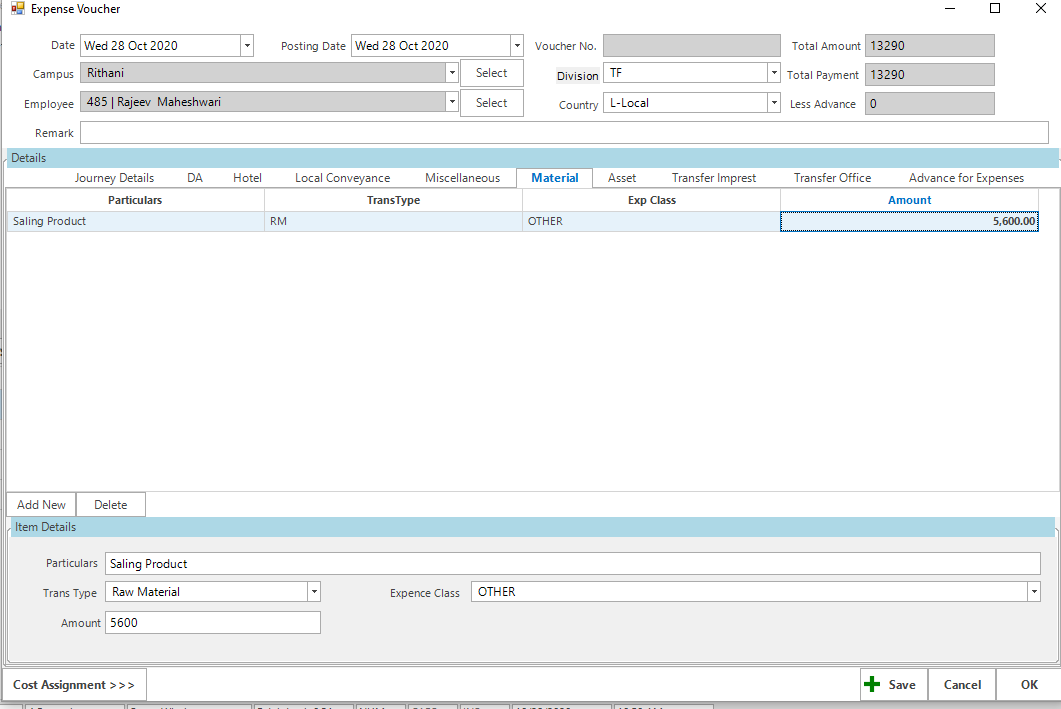 Expense Voucher
Date Wed 28 Oct 2020 Posting Date Wed 28 Oct 2020 Voucher No. Total Amount 13290
Campus Rithani Select Division TF Total Payment 13290
Employee 485 | Rajeev Maheshwari Select Country L-Local Less Advance 0
Remark
Details
Journey Details DA Hotel Local Conveyance Miscellaneous Material Asset Transfer Imprest Transfer Office Advance for Expenses
Particulars TransType Exp Class Amount
Saling Product RM OTHER 5,600.00
Add New Delete
Item Details
Particulars Saling Product
Trans Type Raw Material Expence Class OTHER
Amount 5600
Cost Assignment >>> Save Cancel OK